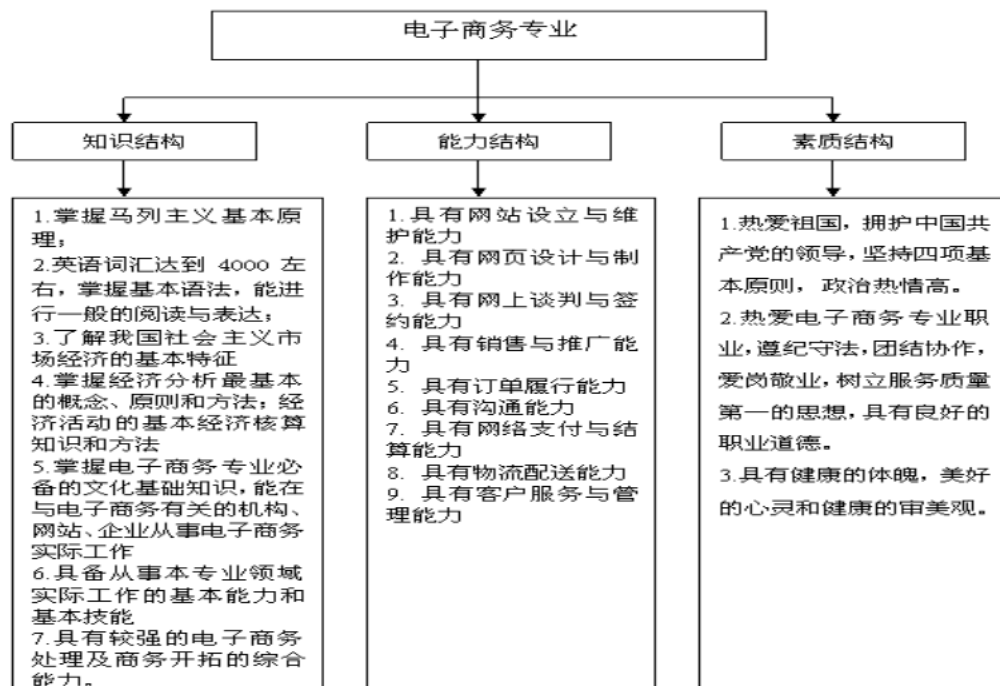 电子商务专业
知识结构
能力结构
素质结构
1.掌握马列主义基本原
理；
2.英语词汇达到 4000 左
右，掌握基本语法，能进
行一般的阅读与表达；
3.了解我国社会主义市
场经济的基本特征
4.掌握经济分析最基本
的概念、原则和方法；经
济活动的基本经济核算
知识和方法
5.掌握电子商务专业必
备的文化基础知识，能在
与电子商务有关的机构、
网站、企业从事电子商务
实际工作
6.具备从事本专业领域
实际工作的基本能力和
基本技能
7.具有较强的电子商务
处理及商务开拓的综合
能力。
1.具有网站设立与维
护能力
2. 具有网页设计与制
作能力
3. 具有网上谈判与签
约能力
4. 具有销售与推广能
力
5. 具有订单履行能力
6. 具有沟通能力
7. 具有网络支付与结
算能力
8. 具有物流配送能力
9. 具有客户服务与管
理能力
1.热爱祖国，拥护中国共
产党的领导，坚持四项基
本原则，政治热情高。
2.热爱电子商务专业职
业，遵纪守法，团结协作，
爱岗敬业，树立服务质量
第一的思想，具有良好的
职业道德。
3.具有健康的体魄，美好
的心灵和健康的审美观。